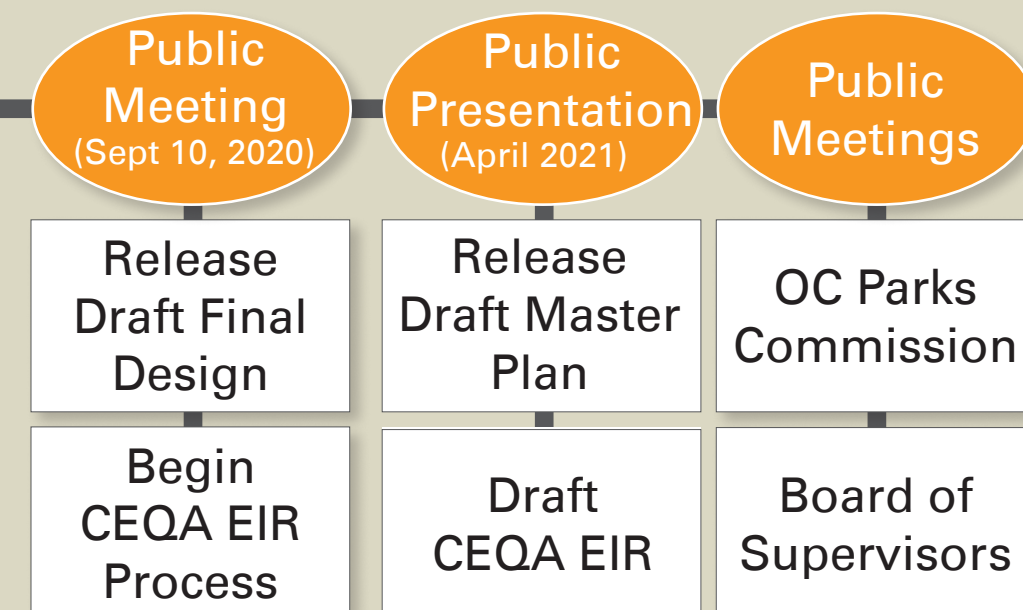 Public
Meeting
(Sept 10, 2020)
Release
Draft Final
Design
Begin
CEQA EIR
Process
Public
Presentation
(April 2021)
Release
Draft Master
Plan
Draft
CEQA EIR
Public
Meetings
OC Parks
Commission
Board of
Supervisors